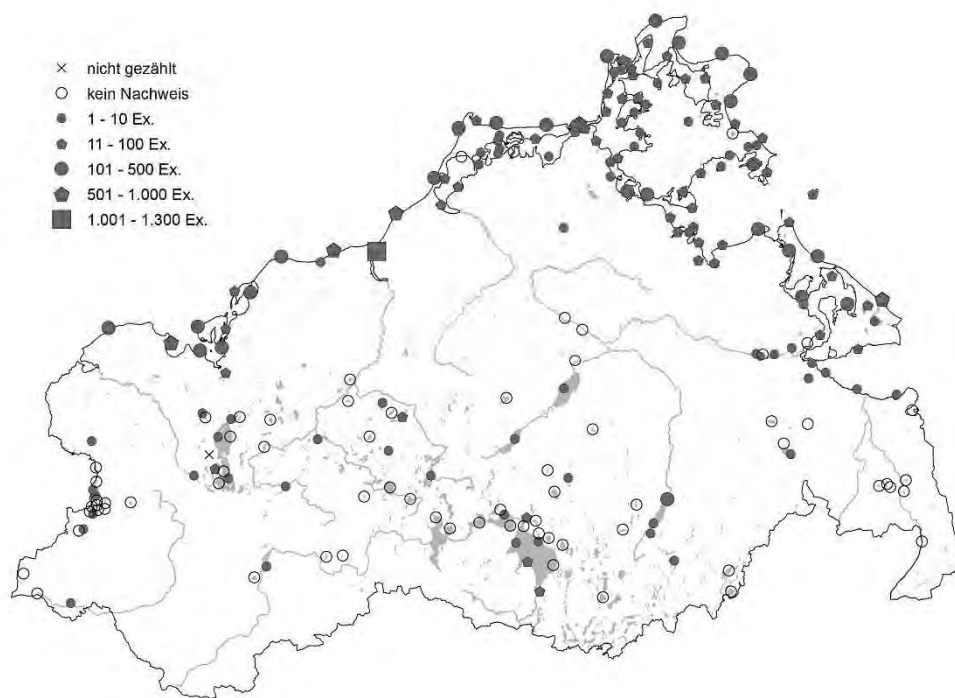 nicht gezählt
kein Nachweis
1 - 10 Ex.
11 - 100 Ex.
101 - 500 Ex.
501 - 1.000 Ex.
1.001 - 1.300 Ex.